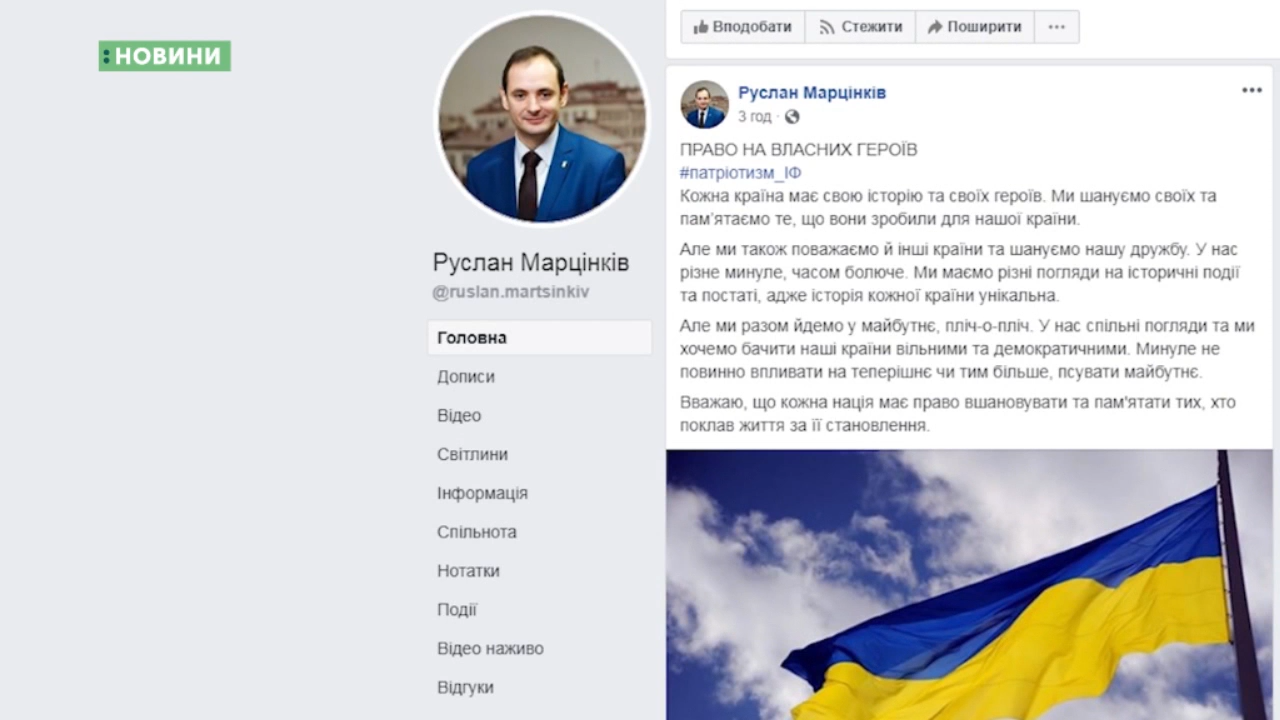 :НОВИНИ
Руслан Марцінків
@ruslan.martsinkiv
Головна
Дописи
Відео
Світлини
Інформація
Спільнота
Нотатки
Події
Відео наживо
Відгуки
Вподобати Стежити Поширити ...
Руслан Марцінків
3 год ·
ПРАВО НА ВЛАСНИХ ГЕРОЇВ
#патріотизм_ІФ
Кожна країна має свою історію та своїх героїв. Ми шануємо своїх та
пам’ятаємо те, що вони зробили для нашої країни.
Але ми також поважаємо й інші країни та шануємо нашу дружбу. У нас
різне минуле, часом болюче. Ми маємо різні погляди на історичні події
та постаті, адже історія кожної країни унікальна.
Але ми разом йдемо у майбутнє, пліч-о-пліч. У нас спільні погляди та ми
хочемо бачити наші країни вільними та демократичними. Минуле не
повинно впливати на теперішнє чи тим більше, псувати майбутнє.
Вважаю, що кожна нація має право вшановувати та пам'ятати тих, хто
поклав життя за її становлення.